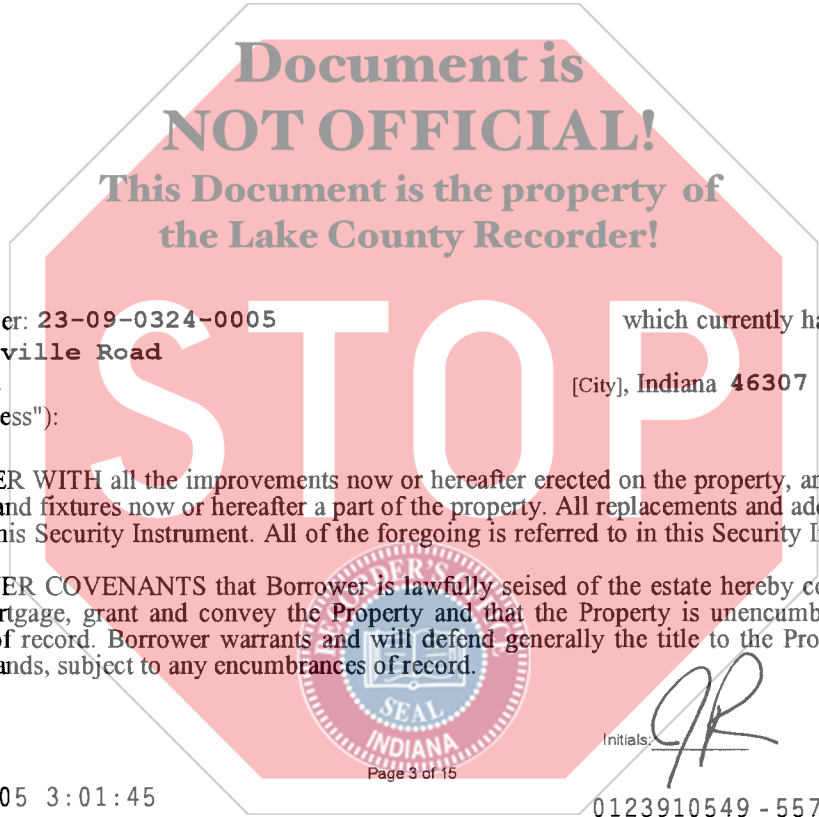 Document is
NOT OFFICIAL!
This Document is the property of
the Lake County Recorder!
er: 23-09-0324-0005 which currently ha
ville Road
[City], Indiana 46307
ess"):
STOP
ER WITH all the improvements now or hereafter erected on the property, an
and fixtures now or hereafter a part of the property. All replacements and add
his Security Instrument. All of the foregoing is referred to in this Security I
ER COVENANTS that Borrower is lawfully seised of the estate hereby co
rtgage, grant and convey the Property and that the Property is unencumb
of record. Borrower warrants and will defend generally the title to the Pro
ands, subject to any encumbrances of record.
RECORDER'S OFFICE
SEAL
INDIANA
Initials: JR
Page 3 of 15
05 3:01:45
0123910549 - 557